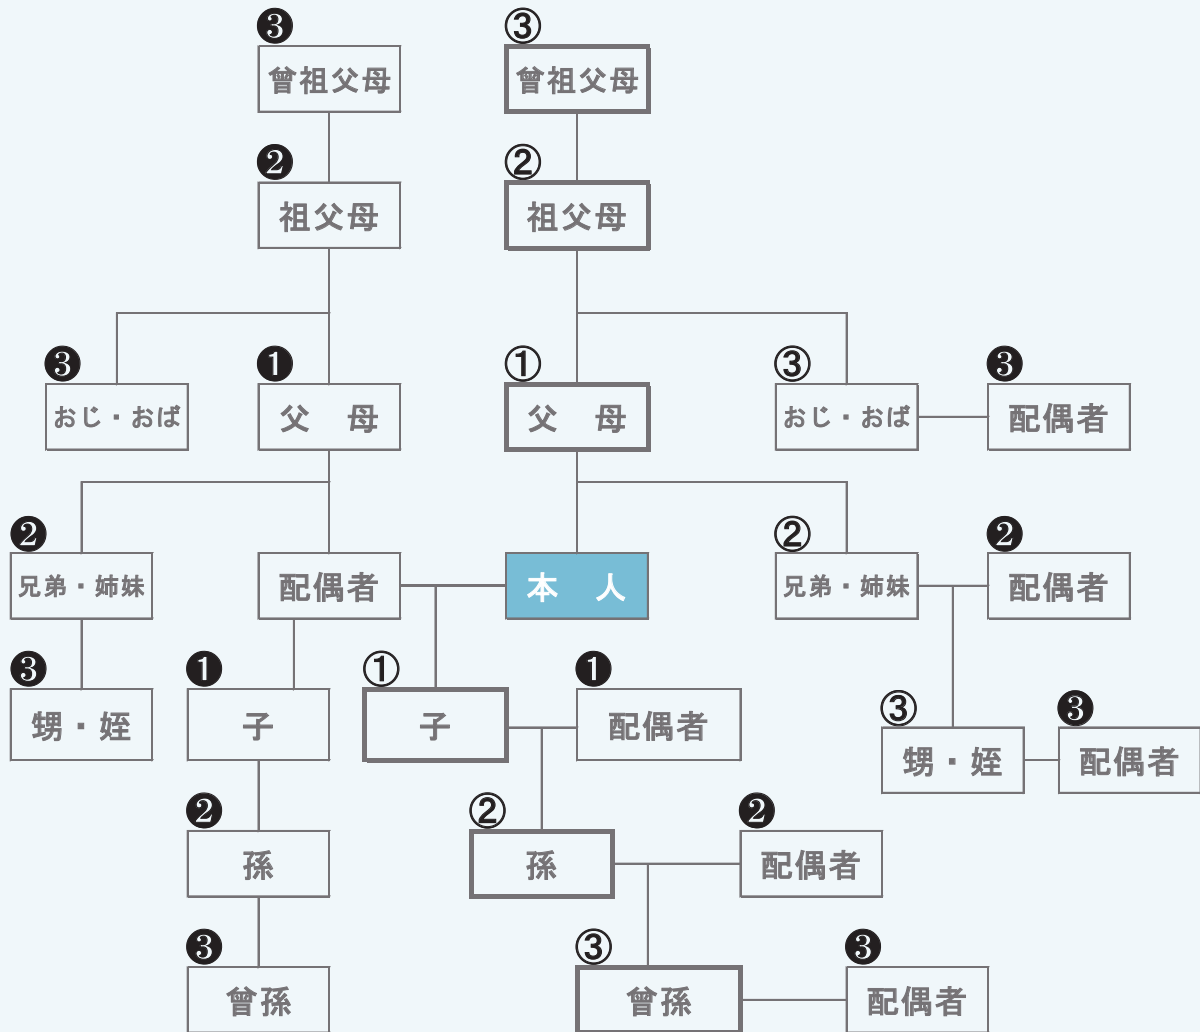 ❸
③
曾祖父母
曾祖父母
❷
②
祖父母
祖父母
❸
❶
①
③
❸
おじ・おば
父　母
父　母
おじ・おば
配偶者
❷
②
❷
兄弟・姉妹
配偶者
本　人
兄弟・姉妹
配偶者
❸
❶
①
❶
③
❸
甥・姪
子
子
配偶者
甥・姪
配偶者
❷
②
❷
孫
孫
配偶者
❸
③
❸
曾孫
曾孫
配偶者